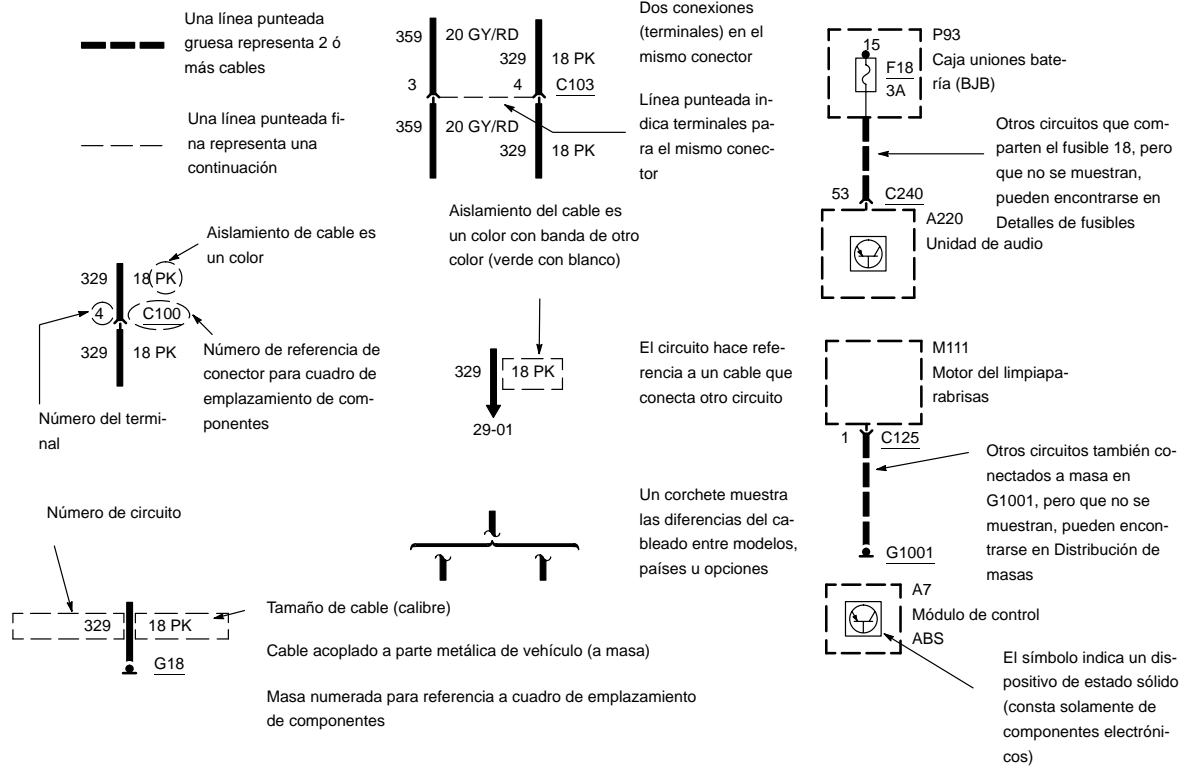 Una línea punteada
gruesa representa 2 ó
más cables
Una línea punteada fi-
na representa una
continuación
359
20 GY/RD
329
18 PK
3
4
C103
359
20 GY/RD
329
18 PK
Dos conexiones
(terminales) en el
mismo conector
Línea punteada in-
dica terminales pa-
ra el mismo conec-
tor
15
F18
3A
P93
Caja uniones bate-
ría (BJB)
Otros circuitos que com-
parten el fusible 18, pero
que no se muestran,
pueden encontrarse en
Detalles de fusibles
53
C240
A220
Unidad de audio
Aislamiento de cable es
un color
329
18 PK
4
C100
329
18 PK
Número de referencia de
conector para cuadro de
emplazamiento de com-
ponentes
Número del termi-
nal
Aislamiento del cable es
un color con banda de otro
color (verde con blanco)
329
18 PK
29-01
El circuito hace refe-
rencia a un cable que
conecta otro circuito
M111
Motor del limpiapa-
rabrisas
1
C125
Otros circuitos también co-
nectados a masa en
G1001, pero que no se
muestran, pueden encon-
trarse en Distribución de
masas
G1001
Número de circuito
329
18 PK
G18
Tamaño de cable (calibre)
Cable acoplado a parte metálica de vehículo (a masa)
Masa numerada para referencia a cuadro de emplazamiento
de componentes
Un corchete muestra
las diferencias del ca-
bleado entre modelos,
países u opciones
A7
Módulo de control
ABS
El símbolo indica un dis-
positivo de estado sólido
(consta solamente de
componentes electróni-
cos)